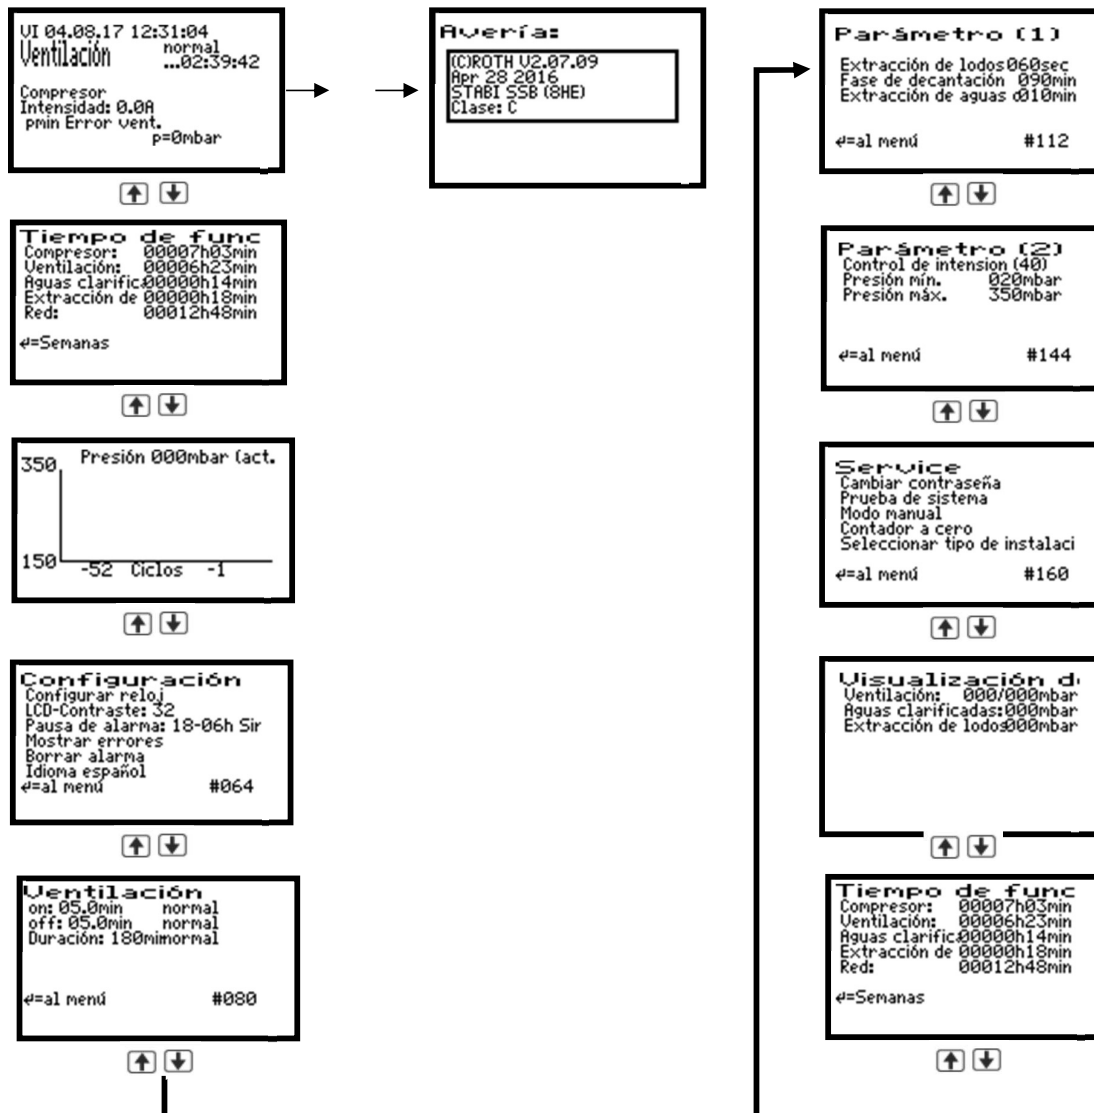 VI 04.08.17 12:31:04
Ventilación normal
...02:39:42
Compresor
Intensidad: 0.0A
pmin Error vent.
p=0mbar
Avería:
(C)ROTH V2.07.09
Apr 28 2016
STABI SSB (8HE)
Clase: C
Tiempo de func
Compresor: 00007h03min
Ventilación: 00006h23min
Aguas clarific00000h14min
Extracción de 00000h18min
Red: 00012h48min
↵=Semanas
350 Presión 000mbar (act.
150
-52 Ciclos -1
Configuración
Configurar reloj
LCD-Contraste: 32
Pausa de alarma: 18-06h Sir
Mostrar errores
Borrar alarma
Idioma español
↵=al menú #064
Ventilación
on: 05.0min normal
off: 05.0min normal
Duración: 180minnormal
↵=al menú #080
Parámetro (1)
Extracción de lodos060sec
Fase de decantación 090min
Extracción de aguas c010min
↵=al menú #112
Parámetro (2)
Control de intension (40)
Presión mín. 020mbar
Presión máx. 350mbar
↵=al menú #144
Service
Cambiar contraseña
Prueba de sistema
Modo manual
Contador a cero
Seleccionar tipo de instalaci
↵=al menú #160
Visualización d
Ventilación: 000/000mbar
Aguas clarificadas:000mbar
Extracción de lodos000mbar
Tiempo de func
Compresor: 00007h03min
Ventilación: 00006h23min
Aguas clarific00000h14min
Extracción de 00000h18min
Red: 00012h48min
↵=Semanas